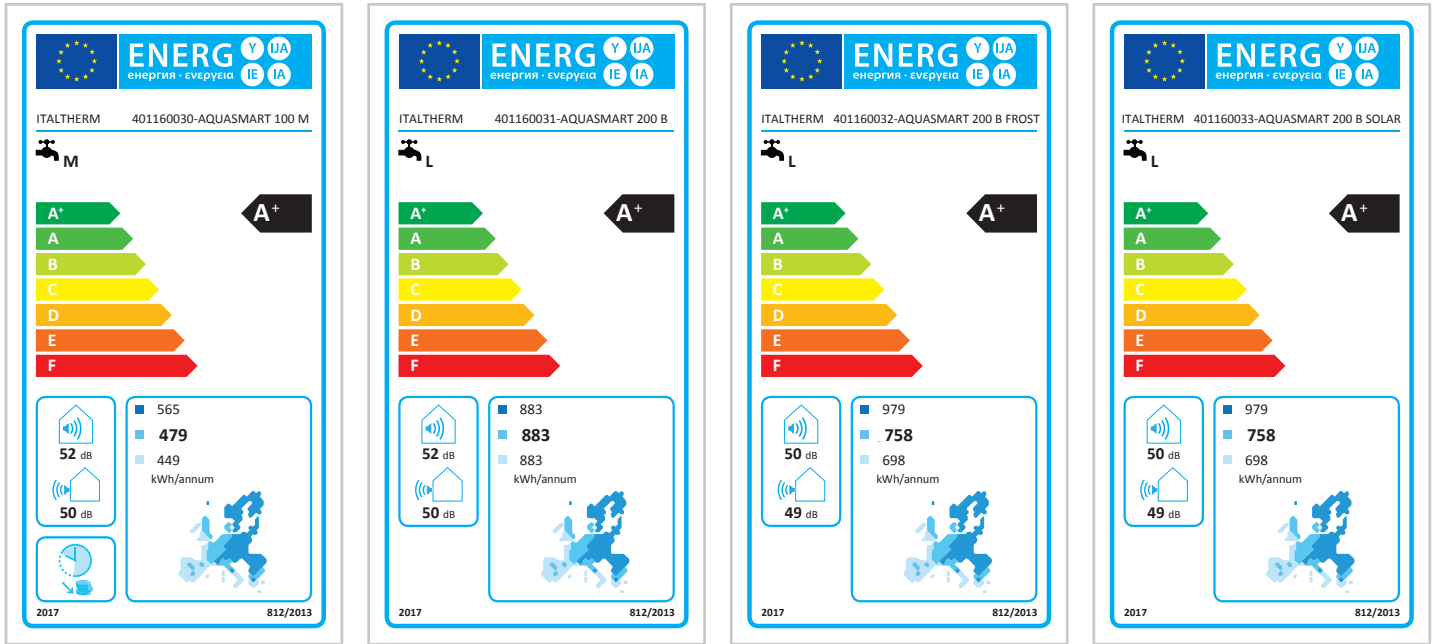 ENERG Y IJA
енергия · ενεργεια IE IA
ITALTHERM 401160030-AQUASMART 100 M
M
A+
A+
A
B
C
D
E
F
565
479
449
kWh/annum
52 dB
50 dB
2017 812/2013
ENERG Y IJA
енергия · ενεργεια IE IA
ITALTHERM 401160031-AQUASMART 200 B
L
A+
A+
A
B
C
D
E
F
883
883
883
kWh/annum
52 dB
50 dB
2017 812/2013
ENERG Y IJA
енергия · ενεργεια IE IA
ITALTHERM 401160032-AQUASMART 200 B FROST
L
A+
A+
A
B
C
D
E
F
979
758
698
kWh/annum
50 dB
49 dB
2017 812/2013
ENERG Y IJA
енергия · ενεργεια IE IA
ITALTHERM 401160033-AQUASMART 200 B SOLAR
L
A+
A+
A
B
C
D
E
F
979
758
698
kWh/annum
50 dB
49 dB
2017 812/2013